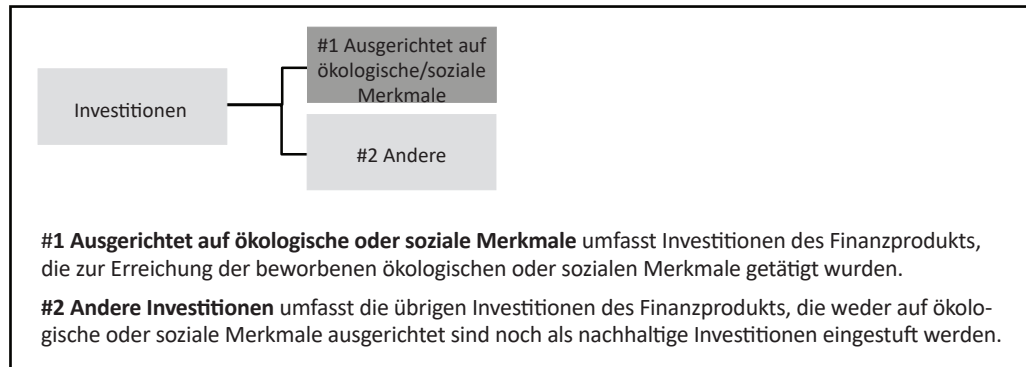 #1 Ausgerichtet auf
ökologische/soziale
Merkmale
Investitionen
#2 Andere
#1 Ausgerichtet auf ökologische oder soziale Merkmale umfasst Investitionen des Finanzprodukts,
die zur Erreichung der beworbenen ökologischen oder sozialen Merkmale getätigt wurden.
#2 Andere Investitionen umfasst die übrigen Investitionen des Finanzprodukts, die weder auf ökolo-
gische oder soziale Merkmale ausgerichtet sind noch als nachhaltige Investitionen eingestuft werden.